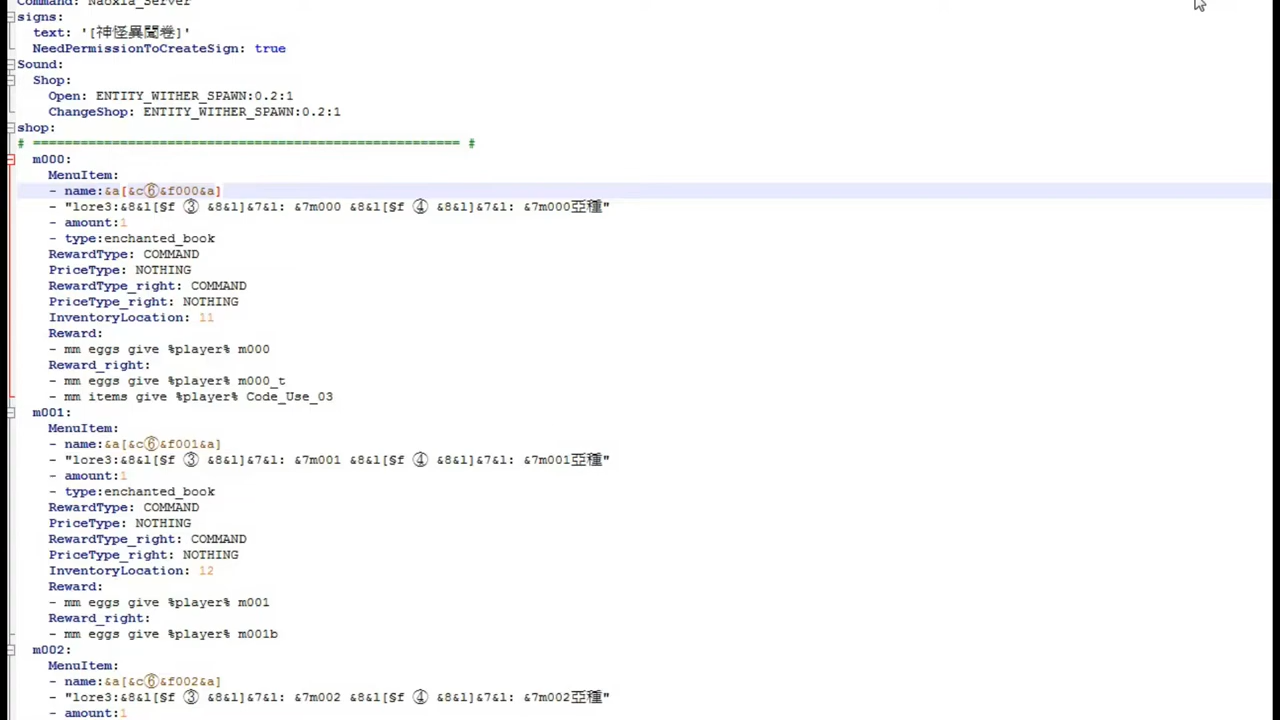 Command: Naoxia_Server
signs:
text: '[神怪異聞卷]'
NeedPermissionToCreateSign: true
Sound:
Shop:
Open: ENTITY_WITHER_SPAWN:0.2:1
ChangeShop: ENTITY_WITHER_SPAWN:0.2:1
shop:
# ====================================================== #
m000:
MenuItem:
- name:&a[&c⑥&f000&a]
- "lore3:&8&l[§f ③ &8&l]&7&l: &7m000 &8&l[§f ④ &8&l]&7&l: &7m000亞種"
- amount:1
- type:enchanted_book
RewardType: COMMAND
PriceType: NOTHING
RewardType_right: COMMAND
PriceType_right: NOTHING
InventoryLocation: 11
Reward:
- mm eggs give %player% m000
Reward_right:
- mm eggs give %player% m000_t
- mm items give %player% Code_Use_03
m001:
MenuItem:
- name:&a[&c⑥&f001&a]
- "lore3:&8&l[§f ③ &8&l]&7&l: &7m001 &8&l[§f ④ &8&l]&7&l: &7m001亞種"
- amount:1
- type:enchanted_book
RewardType: COMMAND
PriceType: NOTHING
RewardType_right: COMMAND
PriceType_right: NOTHING
InventoryLocation: 12
Reward:
- mm eggs give %player% m001
Reward_right:
- mm eggs give %player% m001b
m002:
MenuItem:
- name:&a[&c⑥&f002&a]
- "lore3:&8&l[§f ③ &8&l]&7&l: &7m002 &8&l[§f ④ &8&l]&7&l: &7m002亞種"
- amount:1